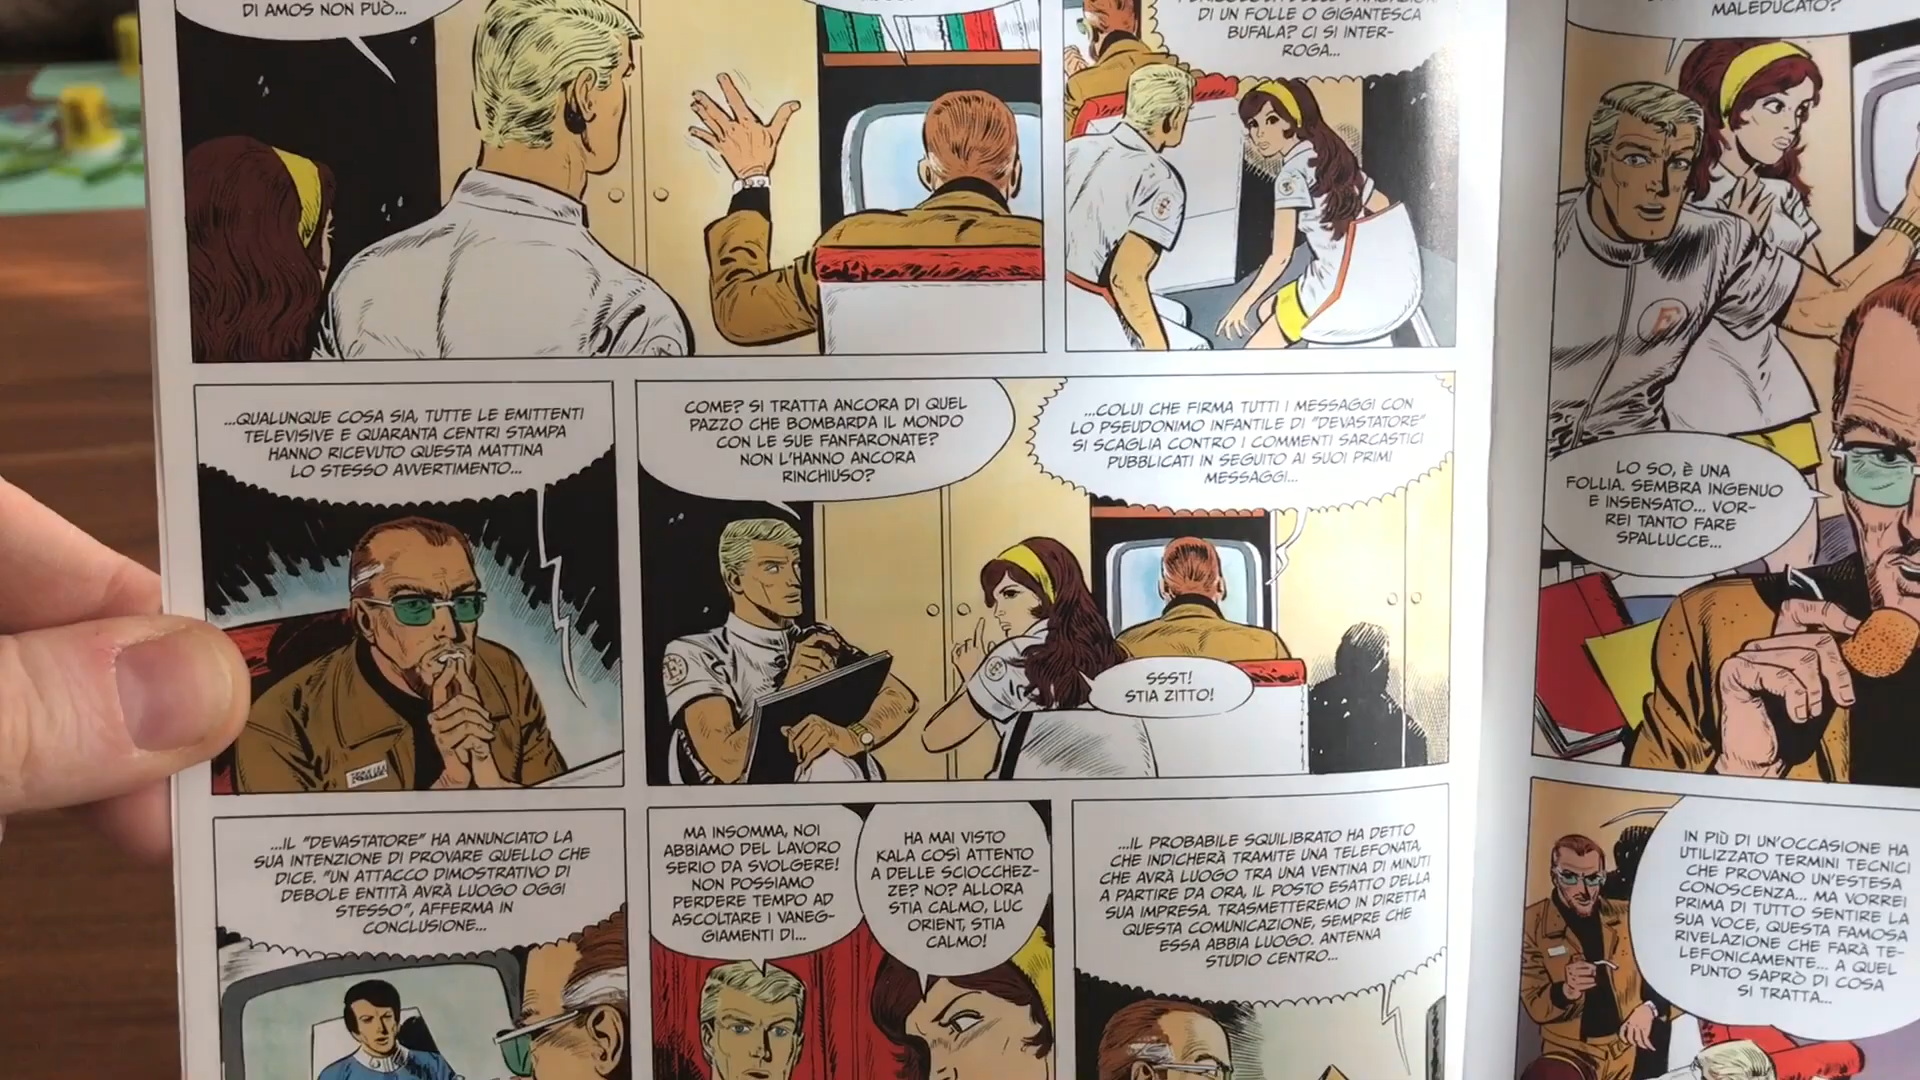 DI AMOS NON PUÒ...
DI UN FOLLE O GIGANTESCA
BUFALA? CI SI INTER-
ROGA...
...QUALUNQUE COSA SIA, TUTTE LE EMITTENTI
TELEVISIVE E QUARANTA CENTRI STAMPA
HANNO RICEVUTO QUESTA MATTINA
LO STESSO AVVERTIMENTO...
COME? SI TRATTA ANCORA DI QUEL
PAZZO CHE BOMBARDA IL MONDO
CON LE SUE FANFARONATE?
NON L'HANNO ANCORA
RINCHIUSO?
...COLUI CHE FIRMA TUTTI I MESSAGGI CON
LO PSEUDONIMO INFANTILE DI "DEVASTATORE"
SI SCAGLIA CONTRO I COMMENTI SARCASTICI
PUBBLICATI IN SEGUITO AI SUOI PRIMI
MESSAGGI...
SSST!
STIA ZITTO!
...IL "DEVASTATORE" HA ANNUNCIATO LA
SUA INTENZIONE DI PROVARE QUELLO CHE
DICE. "UN ATTACCO DIMOSTRATIVO DI
DEBOLE ENTITÀ AVRÀ LUOGO OGGI
STESSO", AFFERMA IN
CONCLUSIONE...
MA INSOMMA, NOI
ABBIAMO DEL LAVORO
SERIO DA SVOLGERE!
NON POSSIAMO
PERDERE TEMPO AD
ASCOLTARE I VANEG-
GIAMENTI DI...
HA MAI VISTO
KALA COSÌ ATTENTO
A DELLE SCIOCCHEZ-
ZE? NO? ALLORA
STIA CALMO, LUC
ORIENT, STIA
CALMO!
...IL PROBABILE SQUILIBRATO HA DETTO
CHE INDICHERÀ TRAMITE UNA TELEFONATA,
CHE AVRÀ LUOGO TRA UNA VENTINA DI MINUTI
A PARTIRE DA ORA, IL POSTO ESATTO DELLA
SUA IMPRESA. TRASMETTEREMO IN DIRETTA
QUESTA COMUNICAZIONE, SEMPRE CHE
ESSA ABBIA LUOGO. ANTENNA
STUDIO CENTRO...
MALEDUCATO?
E
LO SO, È UNA
FOLLIA. SEMBRA INGENUO
E INSENSATO... VOR-
REI TANTO FARE
SPALLUCCE...
IN PIÙ DI UN'OCCASIONE HA
UTILIZZATO TERMINI TECNICI
CHE PROVANO UN'ESTESA
CONOSCENZA... MA VORREI
PRIMA DI TUTTO SENTIRE LA
SUA VOCE, QUESTA FAMOSA
RIVELAZIONE CHE FARÀ TE-
LEFONICAMENTE... A QUEL
PUNTO SAPRÒ DI COSA
SI TRATTA...